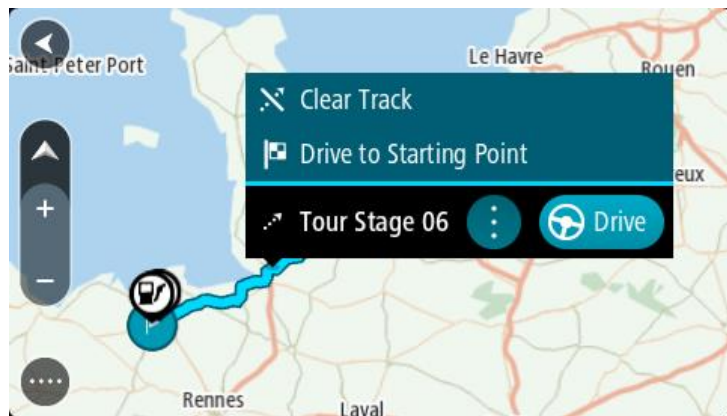 Saint Peter Port
Le Havre
Rouen
Clear Track
Drive to Starting Point
eux
Tour Stage 06
Drive
Rennes
Laval